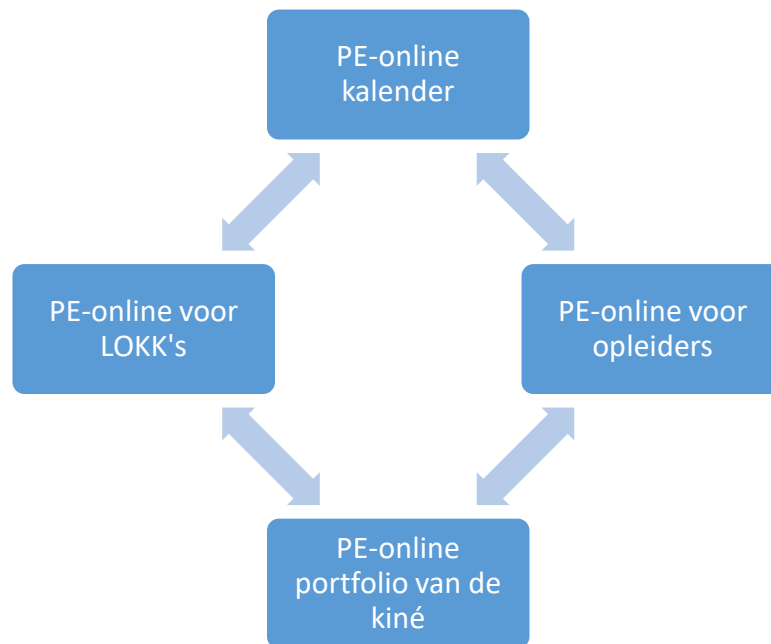 PE-online
kalender
PE-online voor
LOKK's
PE-online voor
opleiders
PE-online
portfolio van de
kiné